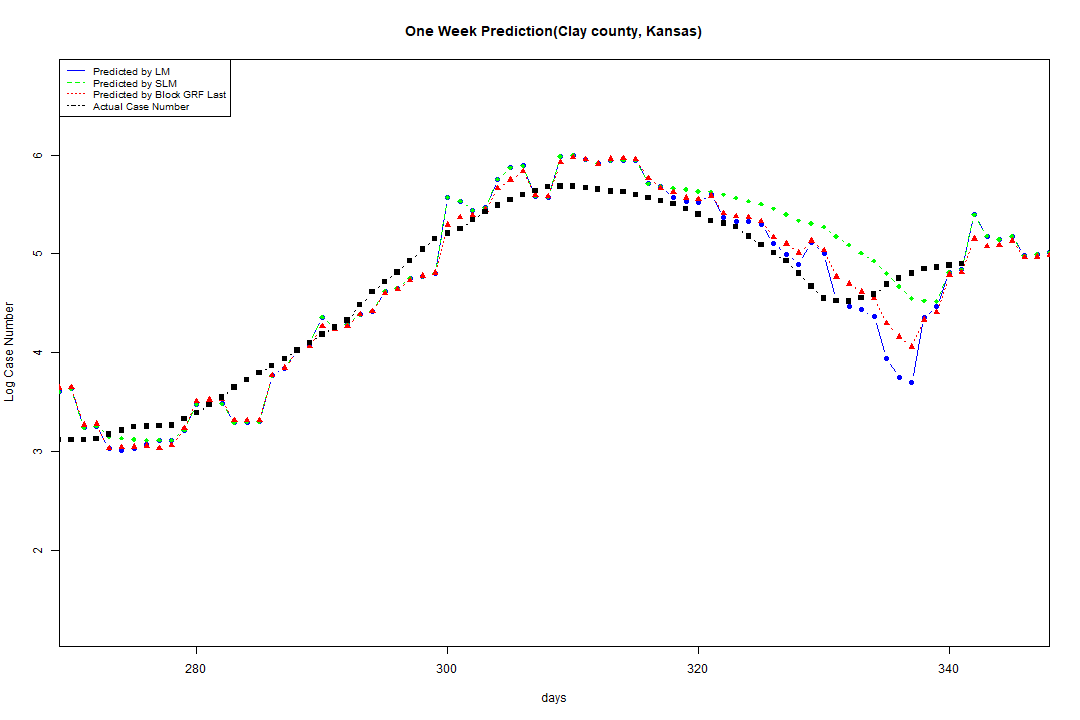 One Week Prediction(Clay county, Kansas)
Predicted by LM
Predicted by SLM
Predicted by Block GRF Last
Actual Case Number
6
5
4
3
2
Log Case Number
280 300 320 340
days